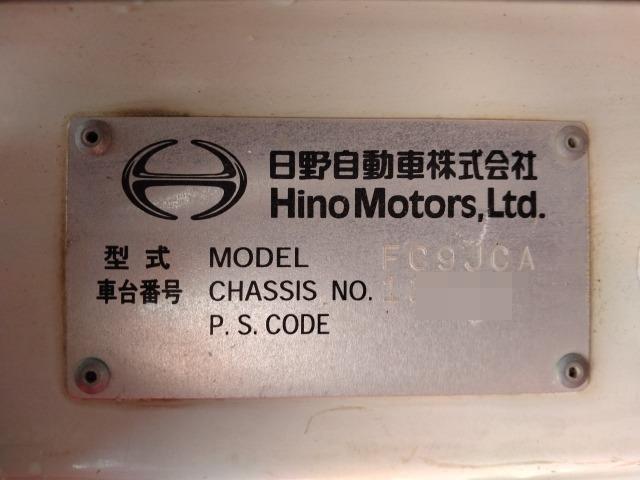 日野自動車株式会社
Hino Motors, Ltd.
型式 MODEL FC9JCA
車台番号 CHASSIS NO.
P. S. CODE